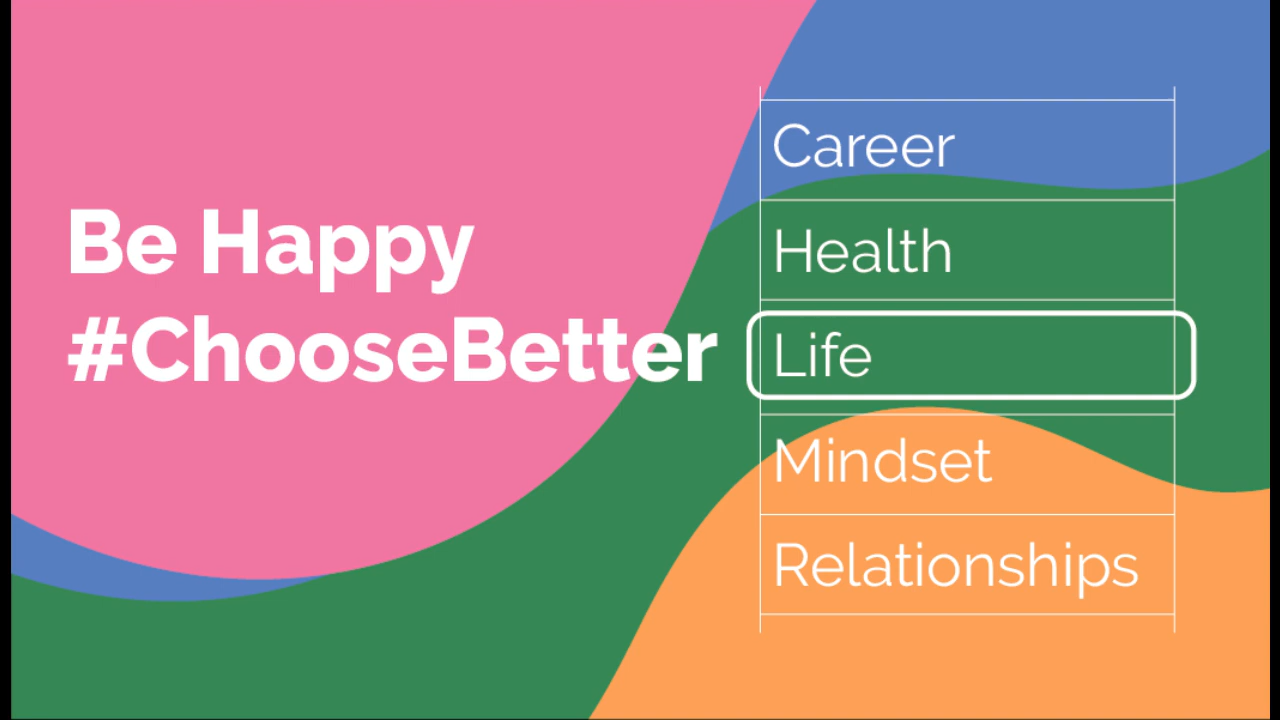 Be Happy
#ChooseBetter
Career
Health
Life
Mindset
Relationships